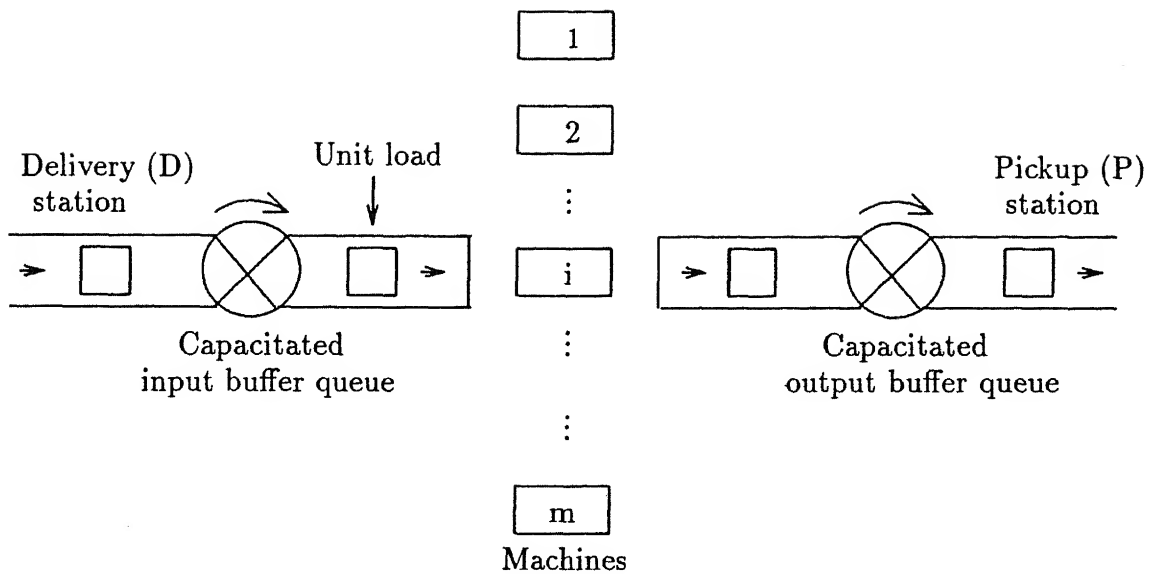 1
2
Delivery (D)
station
Unit load
Pickup (P)
station
i
Capacitated
input buffer queue
Capacitated
output buffer queue
m
Machines